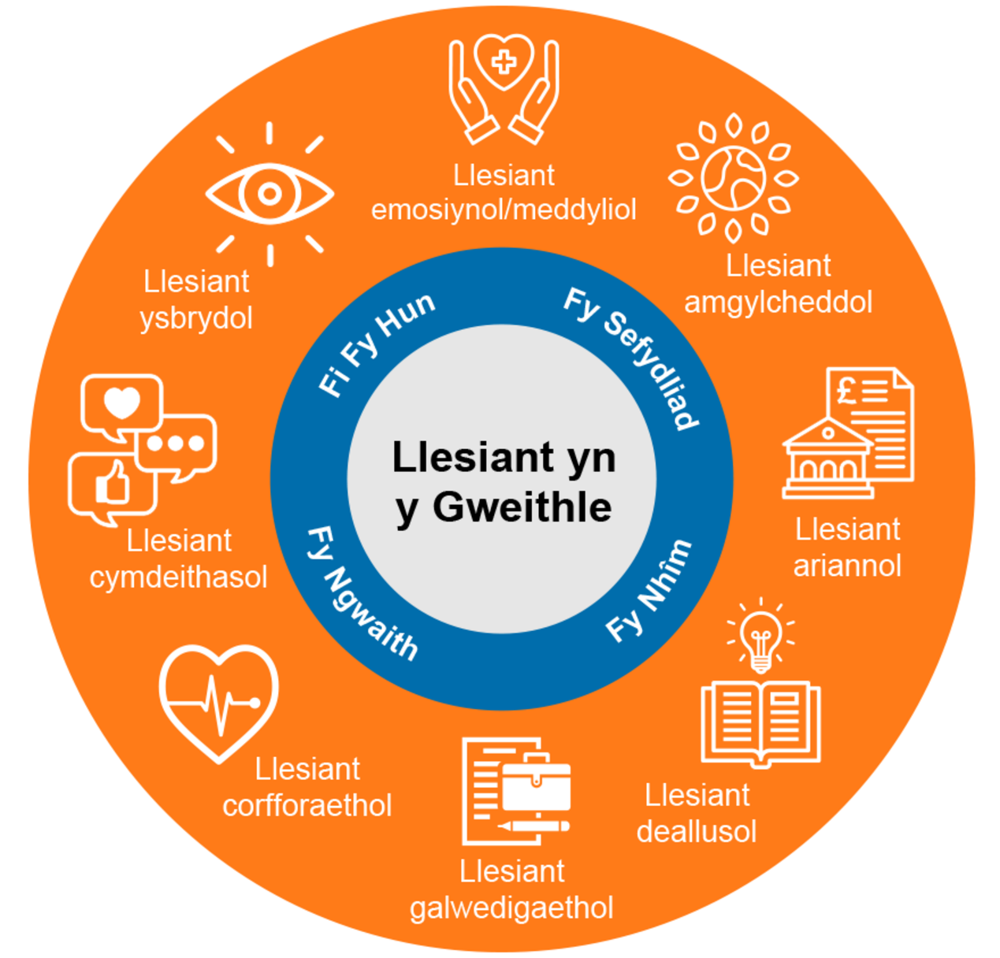 Llesiant
emosiynol/meddyliol
Llesiant
amgylcheddol
Llesiant
ysbrydol
Fi Fy Hun
Fy Sefydliad
£
Llesiant yn
y Gweithle
Llesiant
ariannol
Llesiant
cymdeithasol
Fy Ngwaith
Fy Nhîm
Llesiant
corfforaethol
Llesiant
deallusol
Llesiant
galwedigaethol